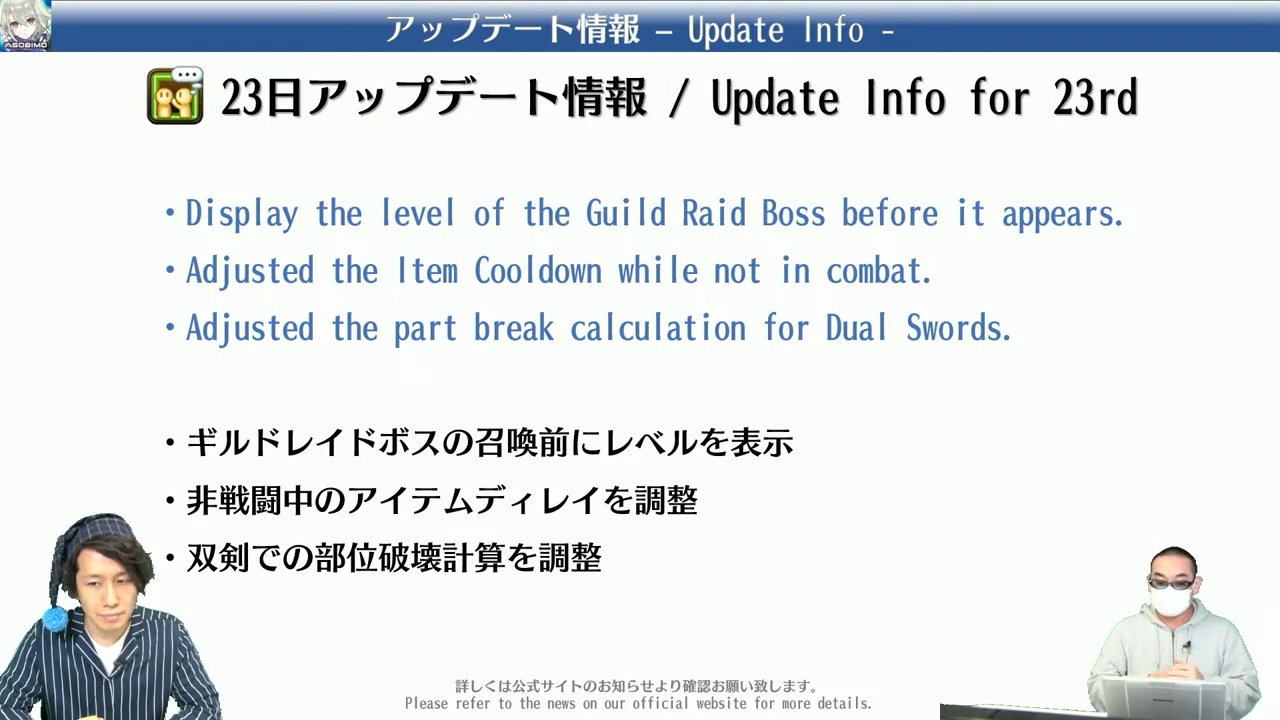 ASOBIMO
アップデート情報 – Update Info -
23日アップデート情報 / Update Info for 23rd
・Display the level of the Guild Raid Boss before it appears.
・Adjusted the Item Cooldown while not in combat.
・Adjusted the part break calculation for Dual Swords.
・ギルドレイドボスの召喚前にレベルを表示
・非戦闘中のアイテムディレイを調整
・双剣での部位破壊計算を調整
詳しくは公式サイトのお知らせより確認お願い致します。
Please refer to the news on our official website for more details.